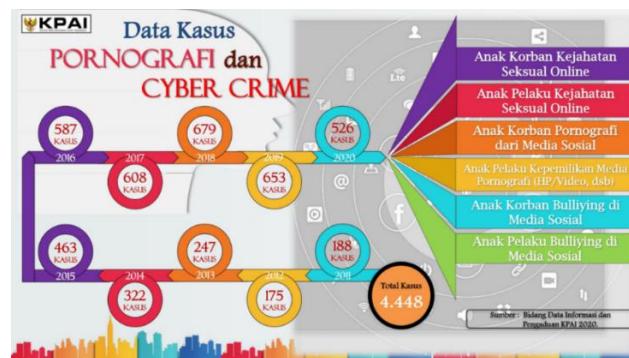 KPAI
Data Kasus
PORNOGRAFI dan
CYBER CRIME
587
KASUS
2016
608
KASUS
2017
679
KASUS
2018
653
KASUS
2019
526
KASUS
2020
463
KASUS
2015
322
KASUS
2014
247
KASUS
2013
175
KASUS
2012
188
KASUS
2011
Total Kasus
4.448
Anak Korban Kejahatan
Seksual Online
Anak Pelaku Kejahatan
Seksual Online
Anak Korban Pornografi
dari Media Sosial
Anak Pelaku Kepemilikan Media
Pornografi (HP/Video, dsb)
Anak Korban Bulliying di
Media Sosial
Anak Pelaku Bulliying di
Media Sosial
Sumber : Bidang Data Informasi dan
Pengaduan KPAI 2020.
Lte
@
f